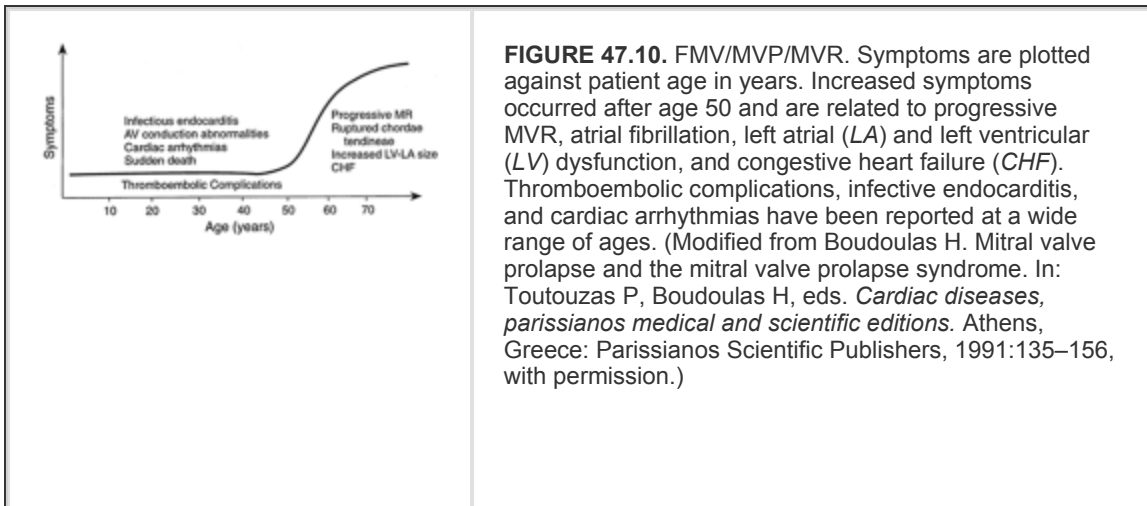 Symptoms
Infectious endocarditis
AV conduction abnormalities
Cardiac arrhythmias
Sudden death
Thromboembolic Complications
Progressive MR
Ruptured chordae
tendineae
Increased LV-LA size
CHF
10 20 30 40 50 60 70
Age (years)
FIGURE 47.10. FMV/MVP/MVR. Symptoms are plotted
against patient age in years. Increased symptoms
occurred after age 50 and are related to progressive
MVR, atrial fibrillation, left atrial (LA) and left ventricular
(LV) dysfunction, and congestive heart failure (CHF).
Thromboembolic complications, infective endocarditis,
and cardiac arrhythmias have been reported at a wide
range of ages. (Modified from Boudoulas H. Mitral valve
prolapse and the mitral valve prolapse syndrome. In:
Toutouzas P, Boudoulas H, eds. Cardiac diseases,
parissianos medical and scientific editions. Athens,
Greece: Parissianos Scientific Publishers, 1991:135–156,
with permission.)